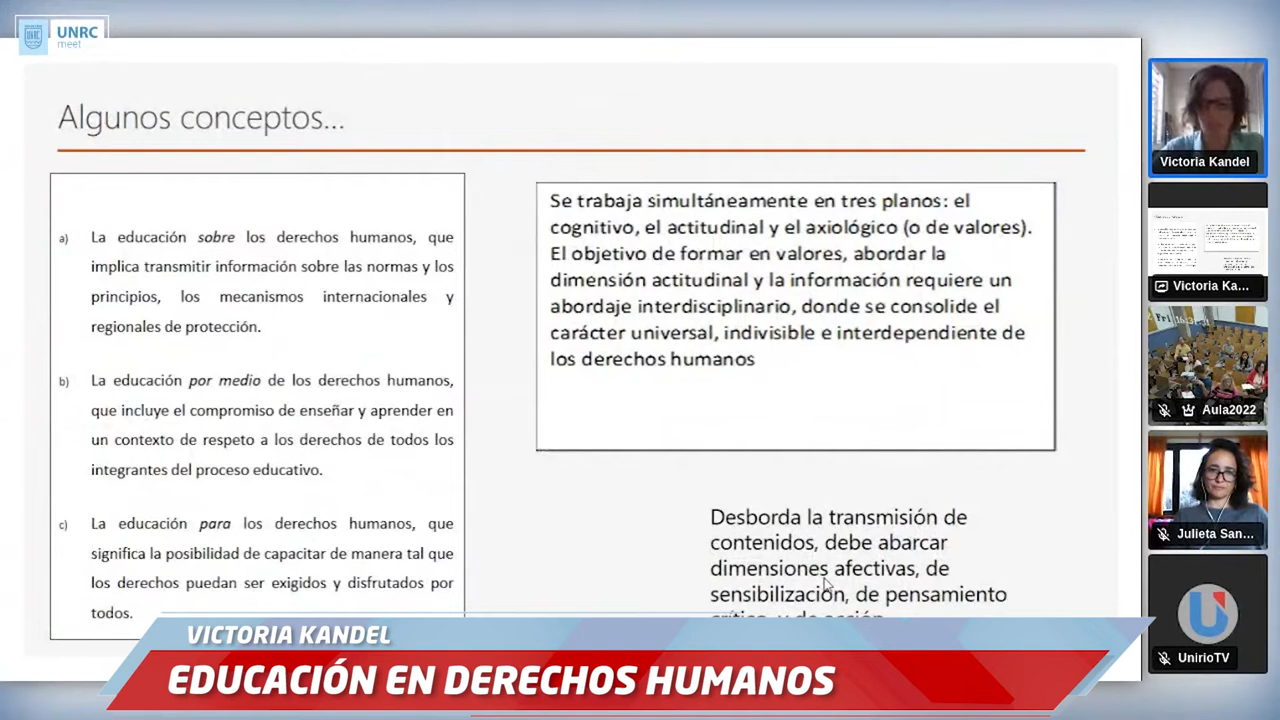 UNRC
meet
Algunos conceptos...
a) La educación sobre los derechos humanos, que
implica transmitir información sobre las normas y los
principios, los mecanismos internacionales y
regionales de protección.
b) La educación por medio de los derechos humanos,
que incluye el compromiso de enseñar y aprender en
un contexto de respeto a los derechos de todos los
integrantes del proceso educativo.
c) La educación para los derechos humanos, que
significa la posibilidad de capacitar de manera tal que
los derechos puedan ser exigidos y disfrutados por
todos.
Se trabaja simultáneamente en tres planos: el
cognitivo, el actitudinal y el axiológico (o de valores).
El objetivo de formar en valores, abordar la
dimensión actitudinal y la información requiere un
abordaje interdisciplinario, donde se consolide el
carácter universal, indivisible e interdependiente de
los derechos humanos
Desborda la transmisión de
contenidos, debe abarcar
dimensiones afectivas, de
sensibilización, de pensamiento
VICTORIA KANDEL
EDUCACIÓN EN DERECHOS HUMANOS
Victoria Kandel
Victoria Ka...
Aula2022
Julieta San...
UnirioTV